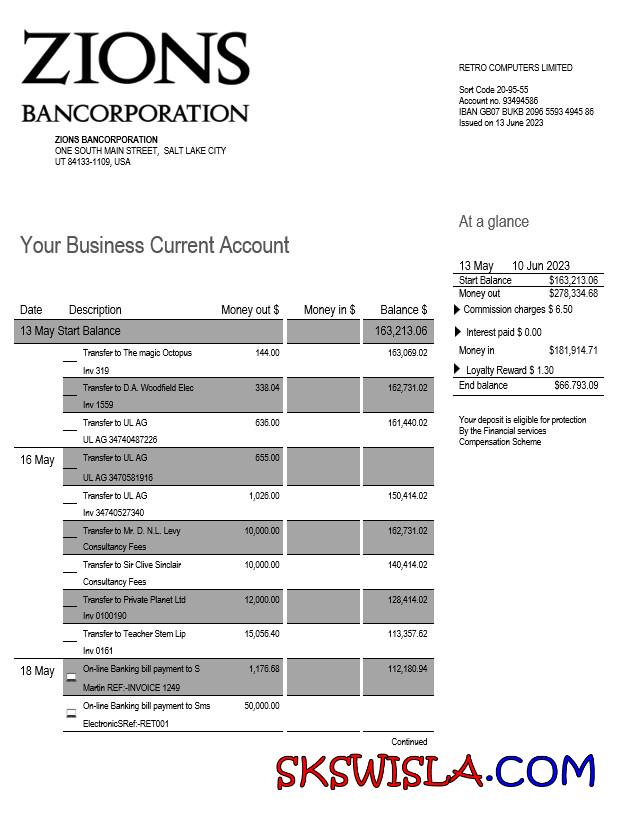 ZIONS
BANCORPORATION
ZIONS BANCORPORATION
ONE SOUTH MAIN STREET, SALT LAKE CITY
UT 84133-1109, USA
RETRO COMPUTERS LIMITED
Sort Code 20-95-55
Account no. 93494586
IBAN GB07 BUKB 2096 5593 4945 86
Issued on 13 June 2023
Your Business Current Account
At a glance
13 May 10 Jun 2023
Start Balance $163,213.06
Money out $278,334.68
Commission charges $ 6.50
Interest paid $ 0.00
Money in $181,914.71
Loyalty Reward $ 1.30
End balance $66.793.09
Your deposit is eligible for protection
By the Financial services
Compensation Scheme
Date Description Money out $ Money in $ Balance $
13 May Start Balance 163,213.06
Transfer to The magic Octopus 144.00 163,069.02
Inv 319
Transfer to D.A. Woodfield Elec 338.04 162,731.02
Inv 1559
Transfer to UL AG 636.00 161,440.02
UL AG 34740487226
16 May Transfer to UL AG 655.00
UL AG 3470581916
Transfer to UL AG 1,026.00 150,414.02
Inv 34740527340
Transfer to Mr. D. N.L. Levy 10,000.00 162,731.02
Consultancy Fees
Transfer to Sir Clive Sinclair 10,000.00 140,414.02
Consultancy Fees
Transfer to Private Planet Ltd 12,000.00 128,414.02
Inv 0100190
Transfer to Teacher Stem Lip 15,056.40 113,357.62
Inv 0161
18 May On-line Banking bill payment to S 1,176.68 112,180.94
Martin REF:-INVOICE 1249
On-line Banking bill payment to Sms 50,000.00
ElectronicSRef:-RET001
Continued
SKSWISLA.COM